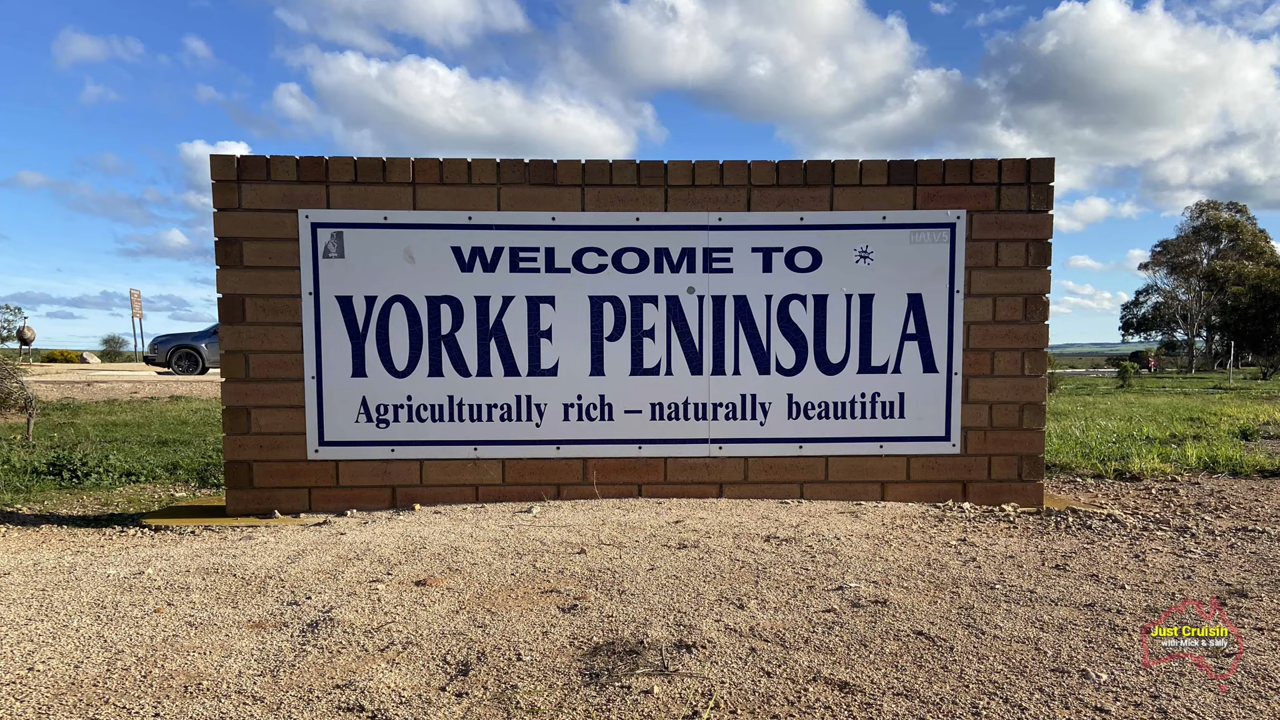 WELCOME TO
YORKE PENINSULA
Agriculturally rich – naturally beautiful
Just Cruisin
with Mick & Sally